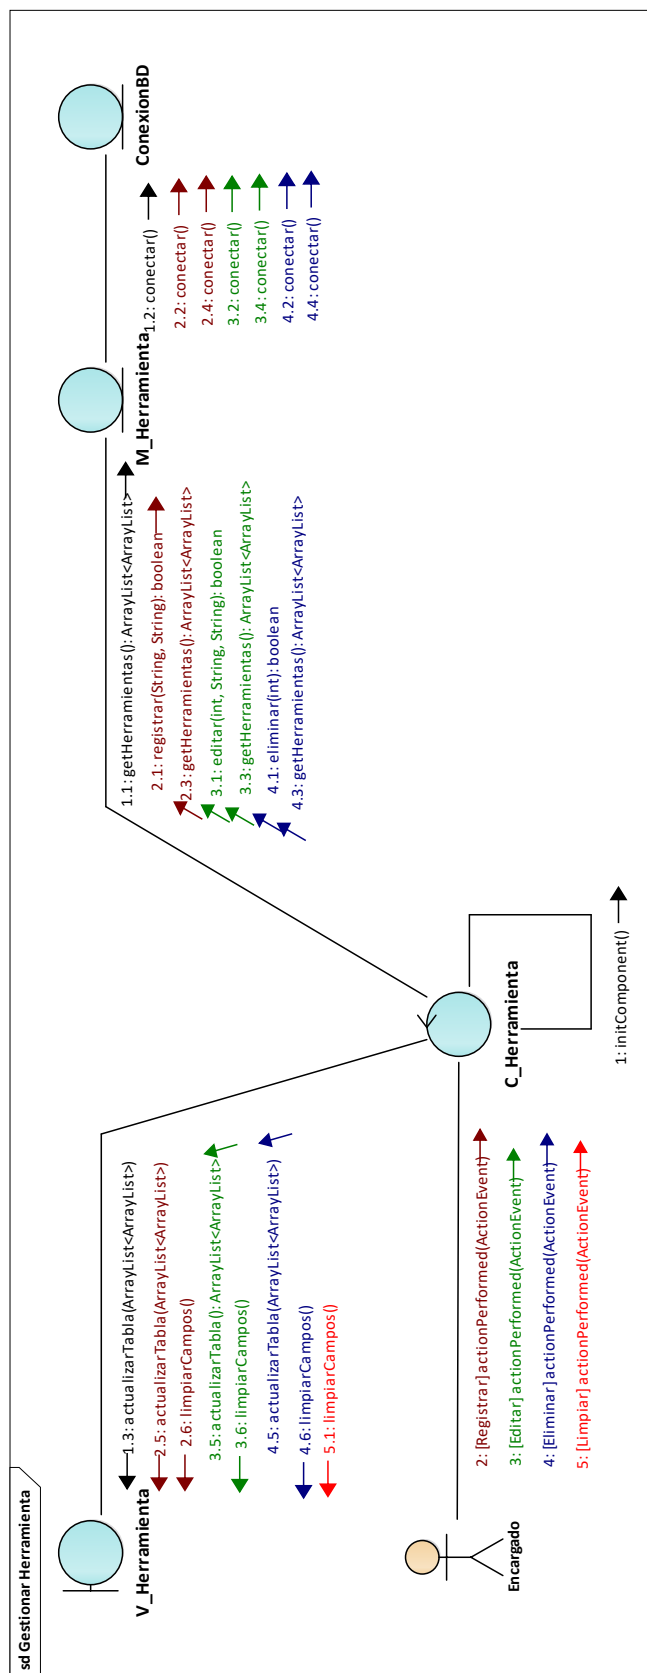 sd Gestionar Herramienta
V_Herramienta
1.3: actualizarTabla(ArrayList<ArrayList>)
2.5: actualizarTabla(ArrayList<ArrayList>)
2.6: limpiarCampos()
3.5: actualizarTabla(): ArrayList<ArrayList>
3.6: limpiarCampos()
4.5: actualizarTabla(ArrayList<ArrayList>)
4.6: limpiarCampos()
5.1: limpiarCampos()
Encargado
2: [Registrar] actionPerformed(ActionEvent)
3: [Editar] actionPerformed(ActionEvent)
4: [Eliminar] actionPerformed(ActionEvent)
5: [Limpiar] actionPerformed(ActionEvent)
C_Herramienta
1: initComponent()
1.1: getHerramientas(): ArrayList<ArrayList>
2.1: registrar(String, String): boolean
2.3: getHerramientas(): ArrayList<ArrayList>
3.1: editar(int, String, String): boolean
3.3: getHerramientas(): ArrayList<ArrayList>
4.1: eliminar(int): boolean
4.3: getHerramientas(): ArrayList<ArrayList>
M_Herramienta
1.2: conectar()
2.2: conectar()
2.4: conectar()
3.2: conectar()
3.4: conectar()
4.2: conectar()
4.4: conectar()
ConexionBD